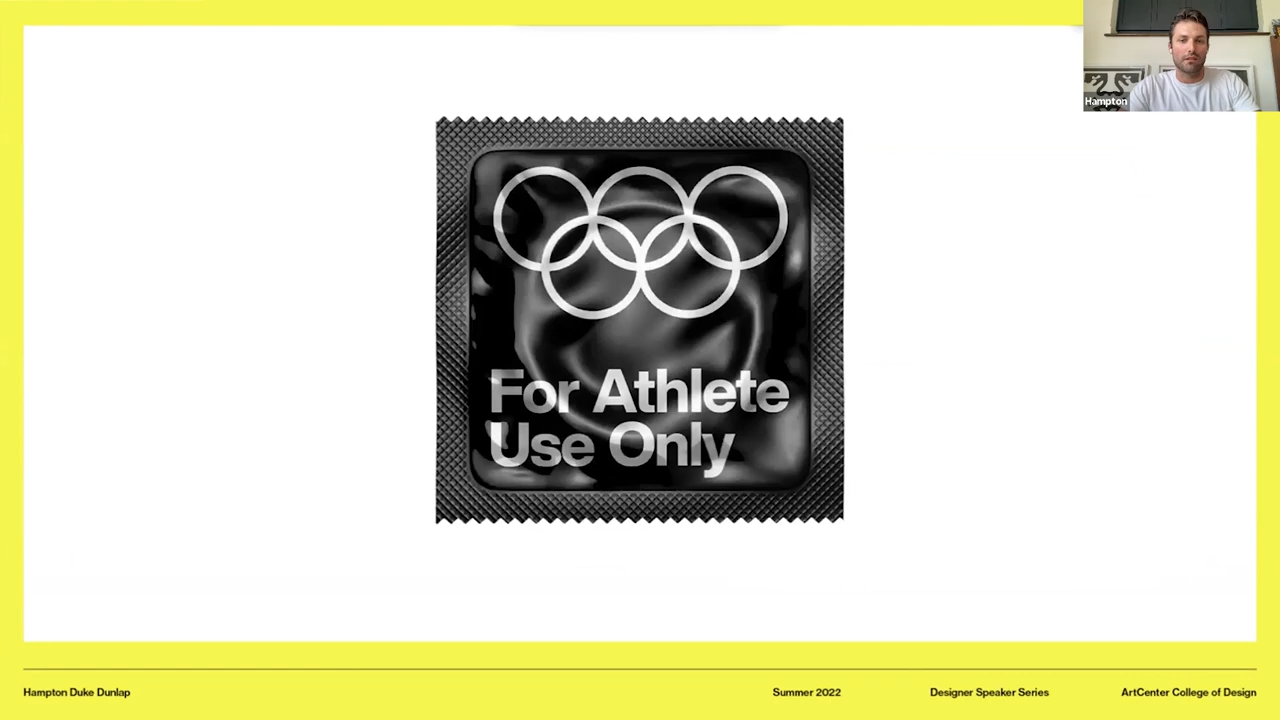 Hampton
For Athlete
Use Only
Hampton Duke Dunlap
Summer 2022
Designer Speaker Series
ArtCenter College of Design